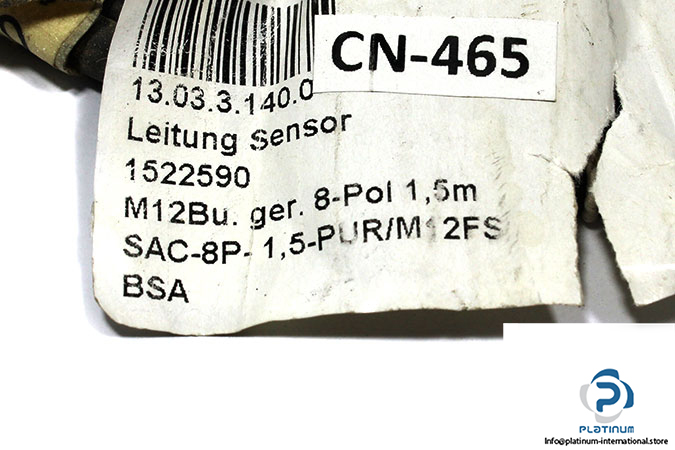 CN-465
13.03.3.140.0
Leitung Sensor
1522590
M12Bu. ger. 8-Pol 1,5m
SAC-8P- 1,5-PUR/M12FS
BSA
PLATINUM
Info@platinum-international.store